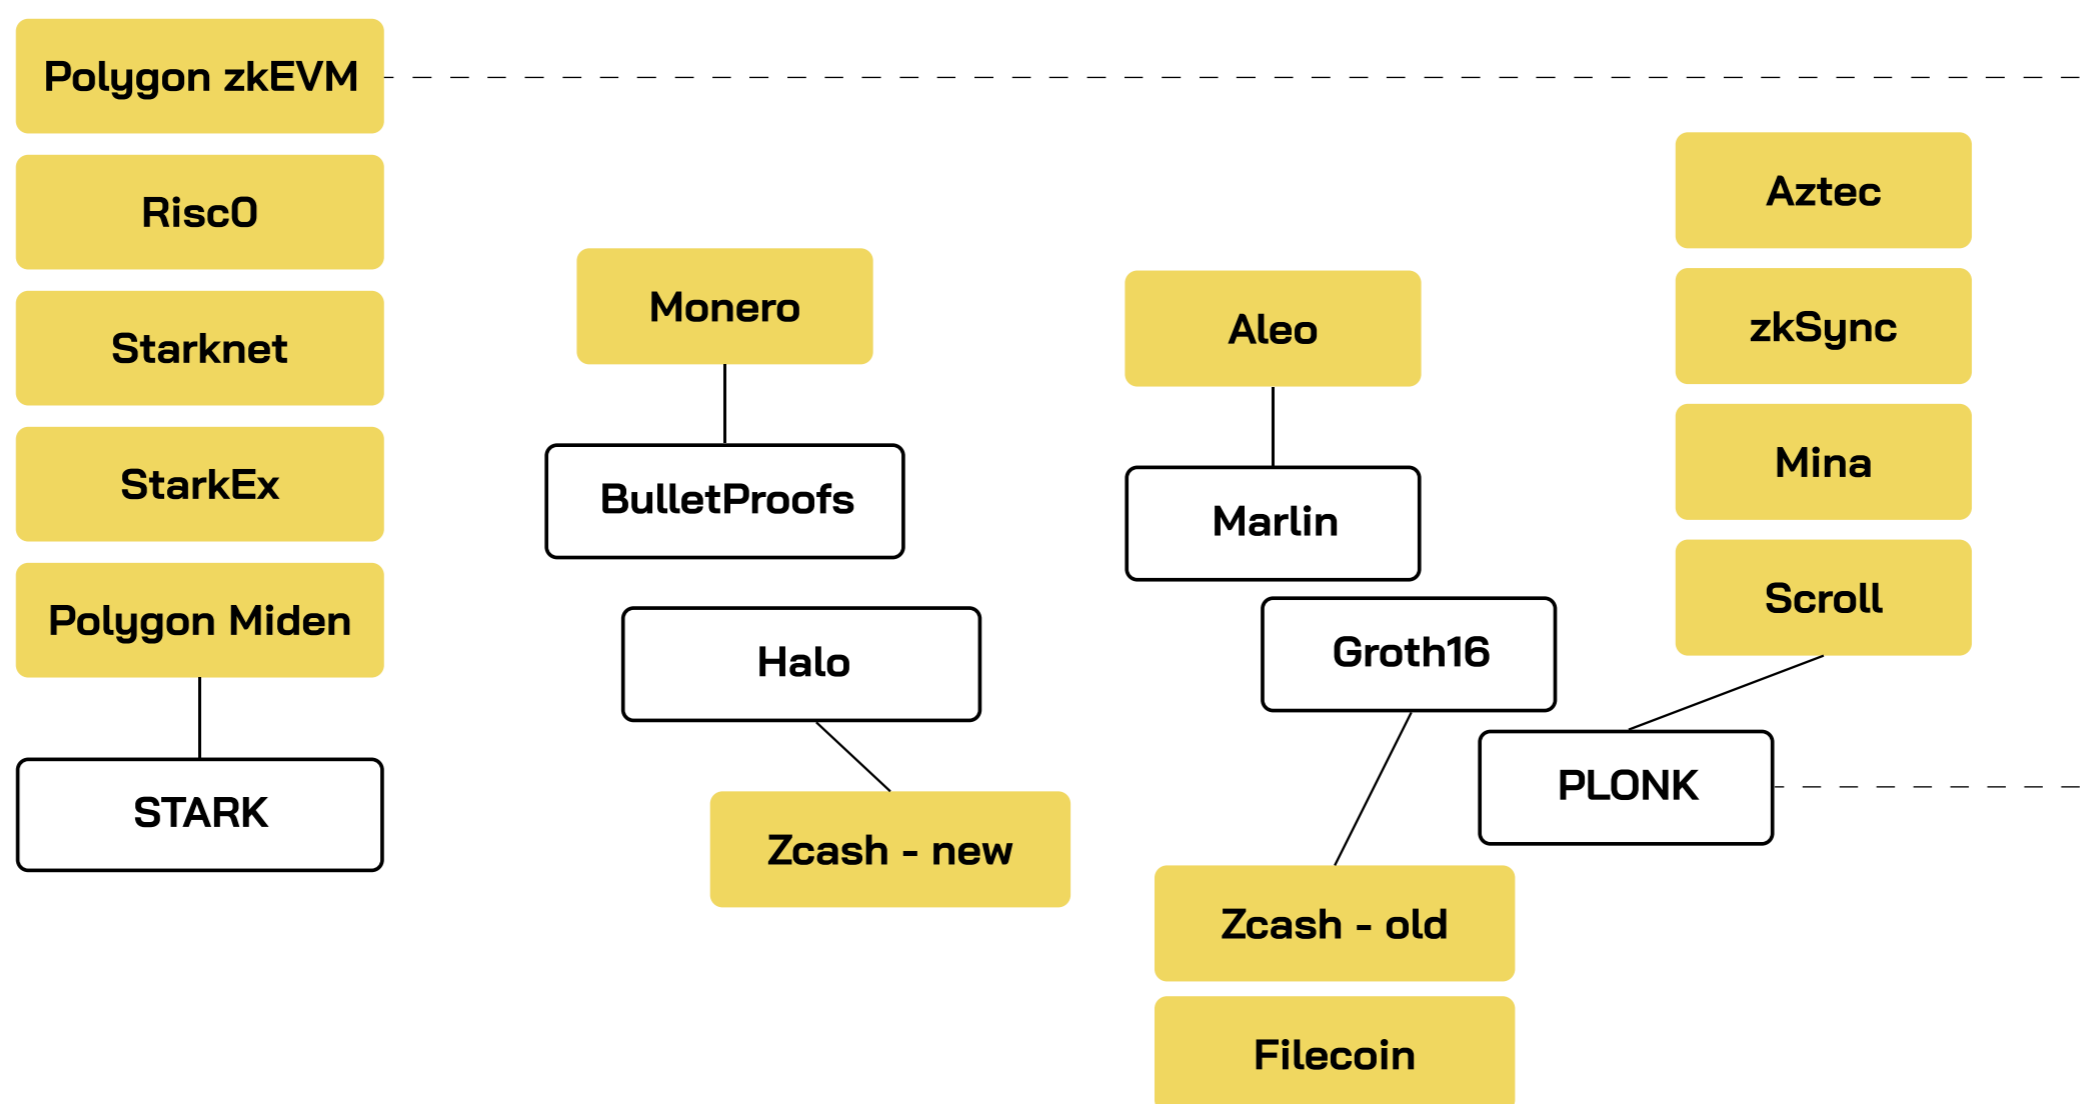 Polygon zkEVM
Risc0
Starknet
StarkEx
Polygon Miden
STARK
Monero
BulletProofs
Halo
Zcash - new
Aleo
Marlin
Groth16
Zcash - old
Filecoin
Aztec
zkSync
Mina
Scroll
PLONK